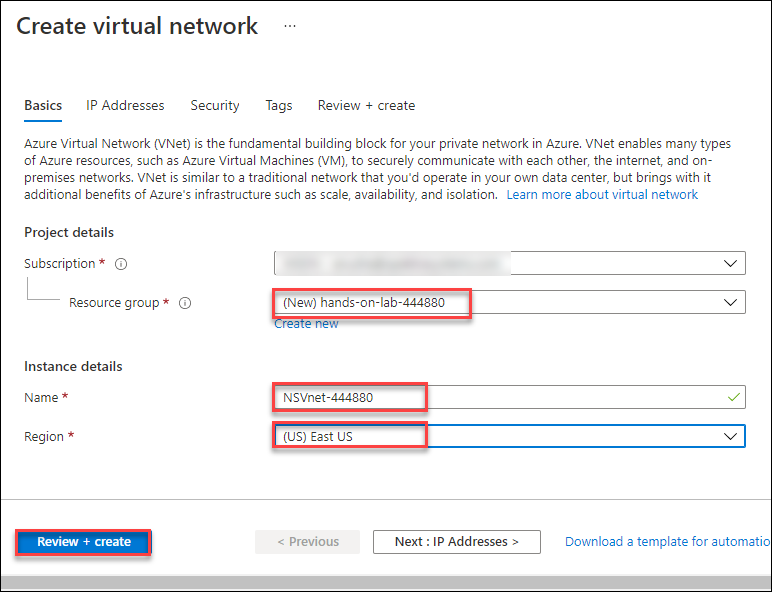 Create virtual network ...
Basics IP Addresses Security Tags Review + create
Azure Virtual Network (VNet) is the fundamental building block for your private network in Azure. VNet enables many types
of Azure resources, such as Azure Virtual Machines (VM), to securely communicate with each other, the internet, and on-
premises networks. VNet is similar to a traditional network that you'd operate in your own data center, but brings with it
additional benefits of Azure's infrastructure such as scale, availability, and isolation. Learn more about virtual network
Project details
Subscription *
Resource group * (New) hands-on-lab-444880
Create new
Instance details
Name * NSVnet-444880
Region * (US) East US
Review + create < Previous Next : IP Addresses > Download a template for automatio